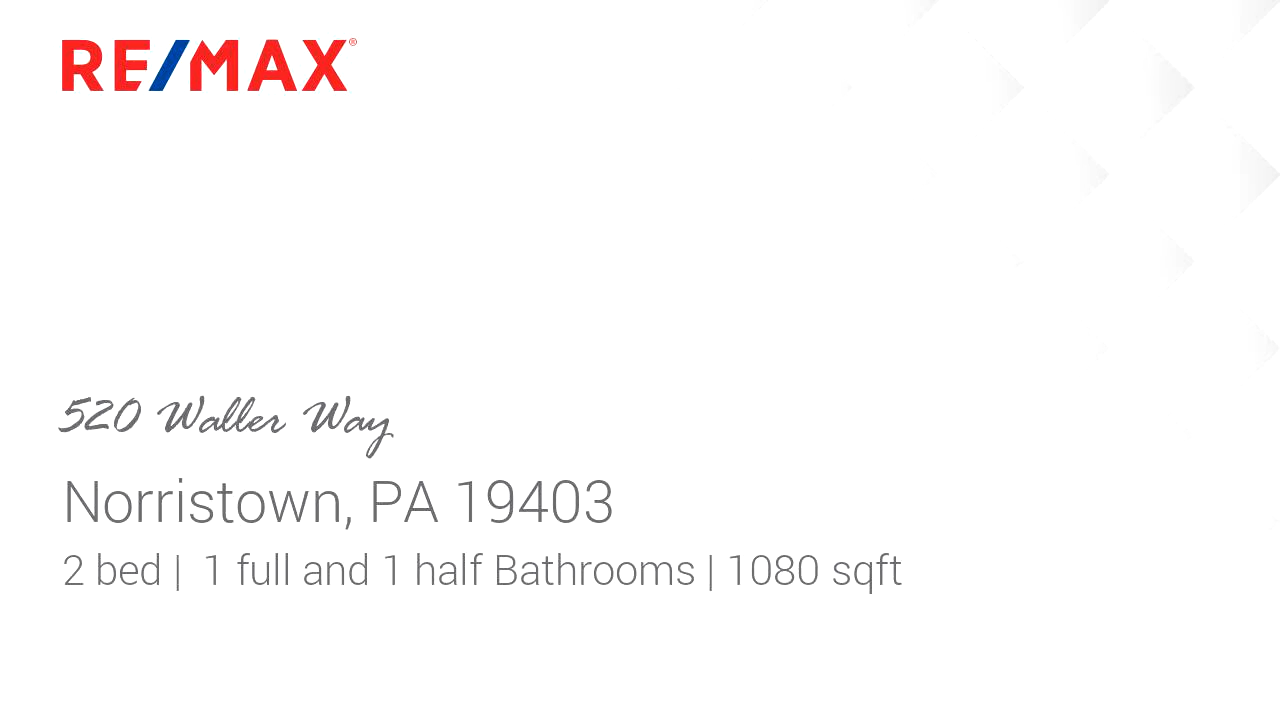 RE/MAX®
520 Waller Way
Norristown, PA 19403
2 bed | 1 full and 1 half Bathrooms | 1080 sqft